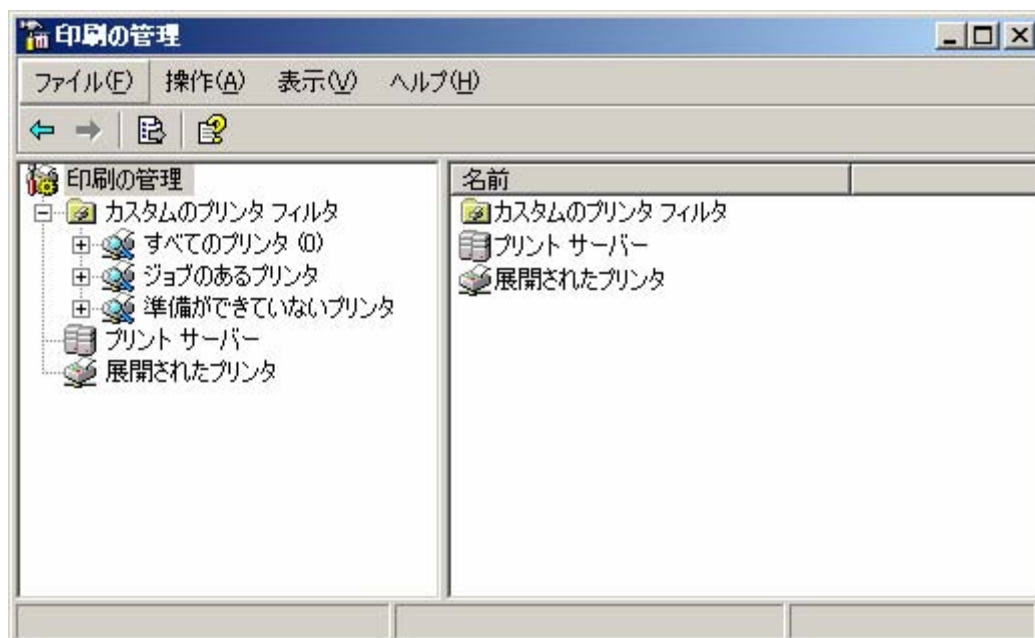 印刷の管理
ファイル(F) 操作(A) 表示(V) ヘルプ(H)
印刷の管理
カスタムのプリンタ フィルタ
すべてのプリンタ (0)
ジョブのあるプリンタ
準備ができていないプリンタ
プリント サーバー
展開されたプリンタ
名前
カスタムのプリンタ フィルタ
プリント サーバー
展開されたプリンタ